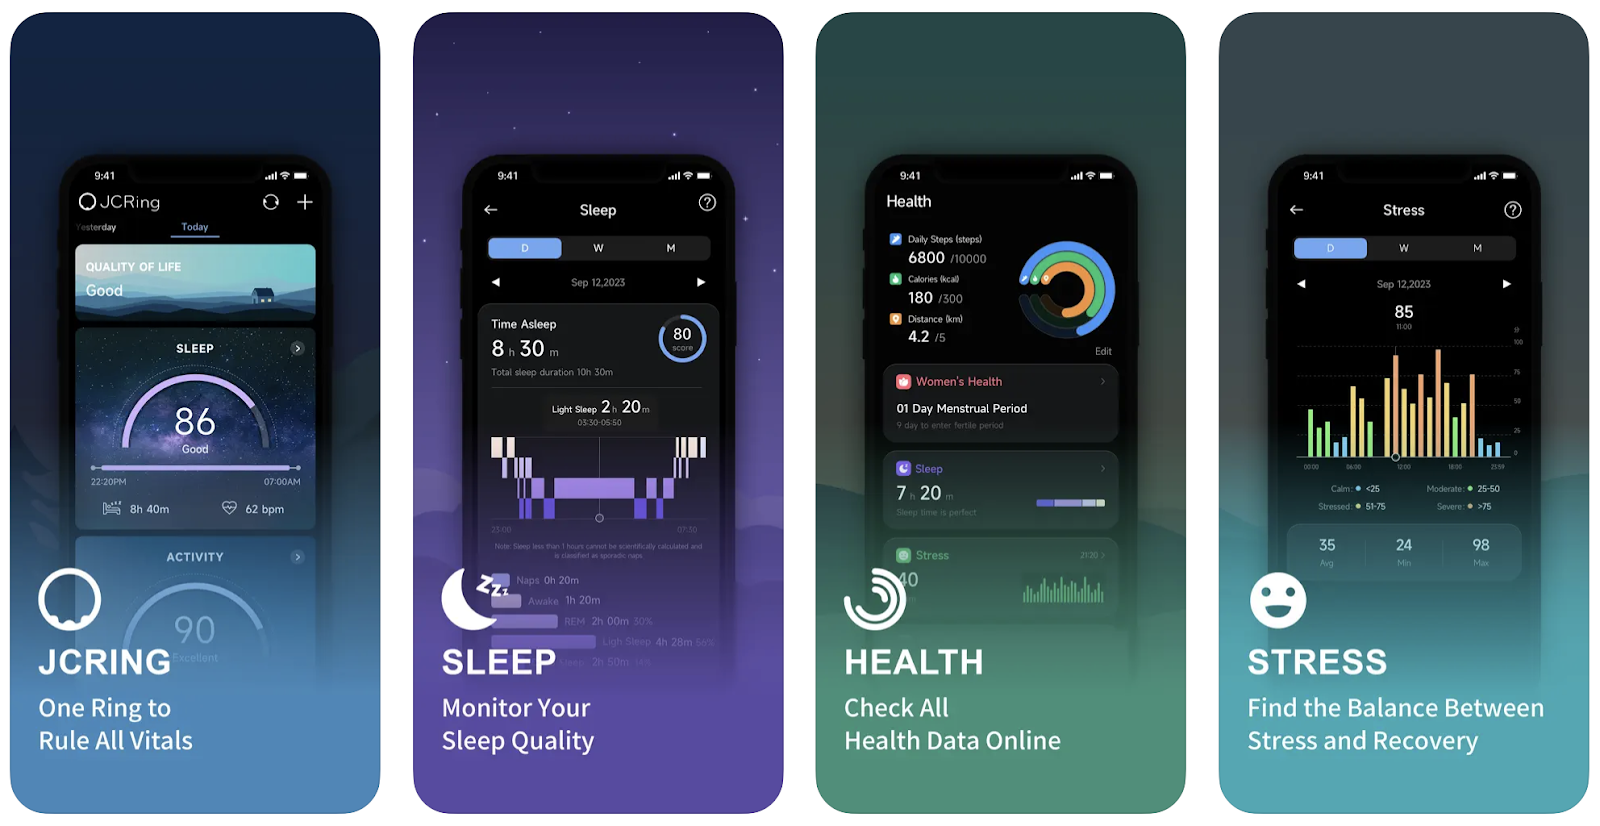 9:41
JCRing
Yesterday Today
QUALITY OF LIFE
Good
SLEEP
86
Good
22:20PM 07:00AM
8h 40m 62 bpm
ACTIVITY
90
Excellent
JCRING
One Ring to
Rule All Vitals
9:41
Sleep
D W M
Sep 12,2023
Time Asleep
8 h 30 m
80
score
Total sleep duration 10h 30m
Light Sleep 2 h 20 m
03:30-05:50
23:00 07:30
Note: Sleep less than 1 hours cannot be scientifically calculated and
is classified as sporadic naps.
Naps 0h 20m
Awake 1h 20m
REM 2h 00m 30%
Ligh Sleep 4h 28m 56%
Sleep 2h 50m 14%
zzz
SLEEP
Monitor Your
Sleep Quality
9:41
Health
Daily Steps (steps)
6800 /10000
Calories (kcal)
180 /300
Distance (km)
4.2 /5
Edit
Women's Health
01 Day Menstrual Period
9 day to enter fertile period
Sleep
7 h 20 m
Sleep time is perfect
Stress 21:20
40
HEALTH
Check All
Health Data Online
9:41
Stress
D W M
Sep 12,2023
85
11:00
100
75
50
25
0
00:00 06:00 12:00 18:00 23:59
Calm: <25 Moderate: 25-50
Stressed: 51-75 Severe: >75
35 24 98
Avg Min Max
STRESS
Find the Balance Between
Stress and Recovery